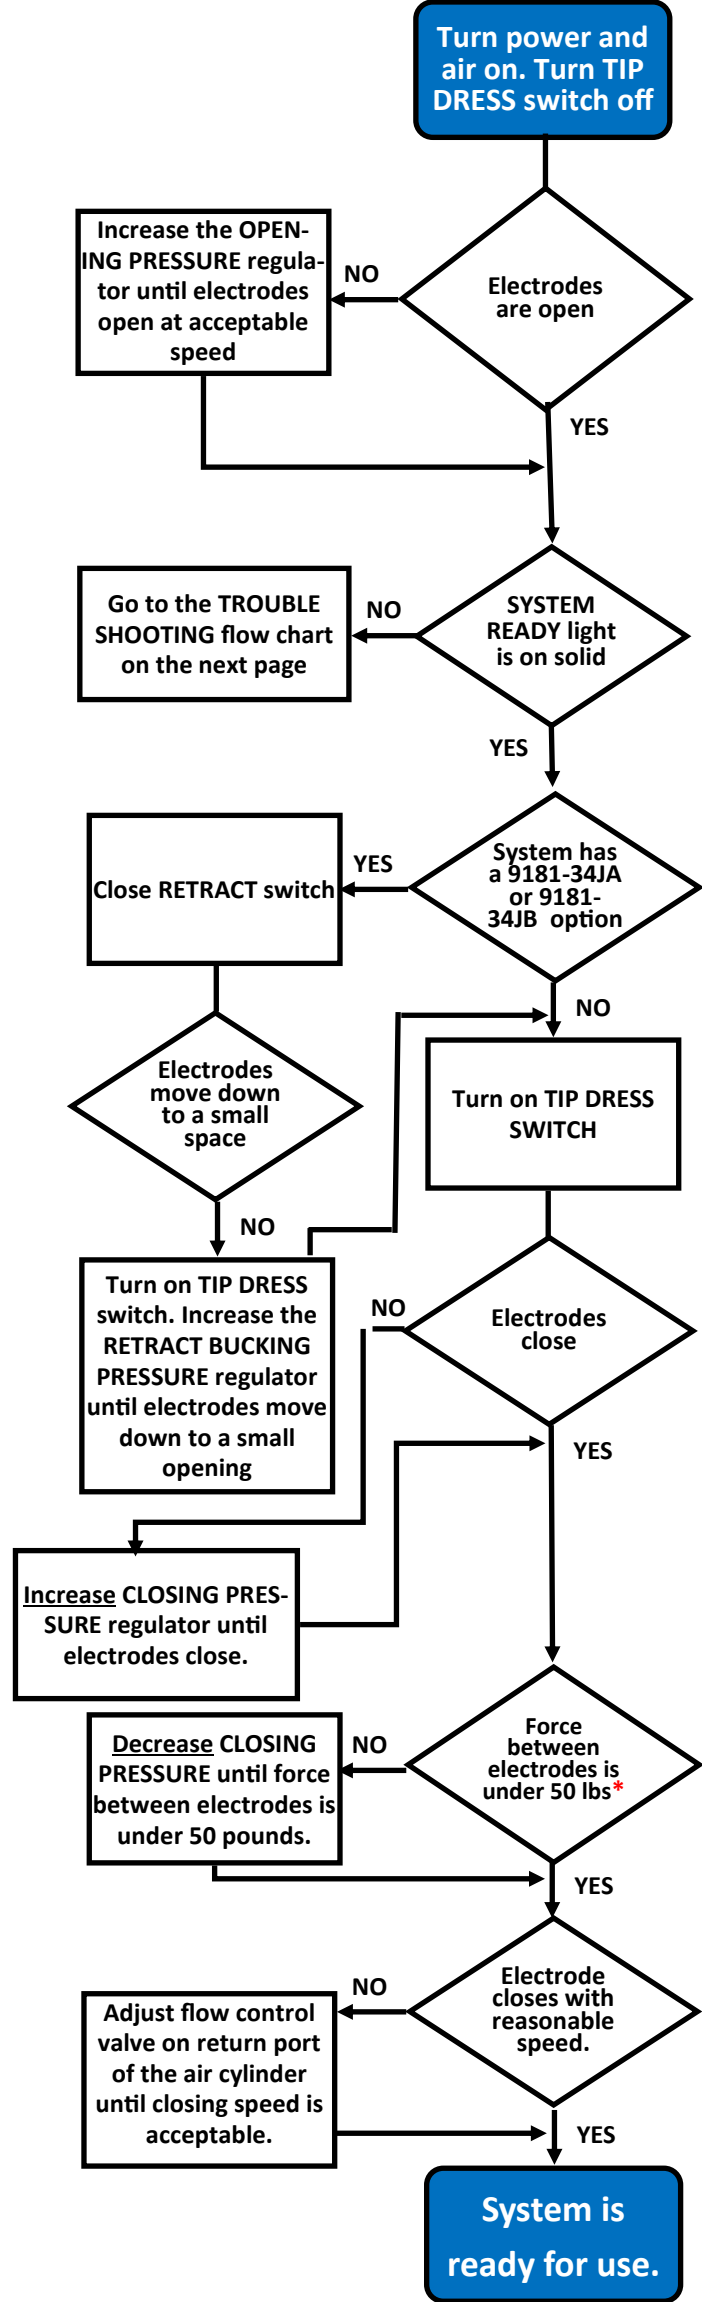 Turn power and
air on. Turn TIP
DRESS switch off
Increase the OPEN-
ING PRESSURE regula-
tor until electrodes
open at acceptable
speed
NO
Electrodes
are open
YES
Go to the TROUBLE
SHOOTING flow chart
on the next page
NO
SYSTEM
READY light
is on solid
YES
Close RETRACT switch
YES
System has
a 9181-34JA
or 9181-
34JB option
NO
Electrodes
move down
to a small
space
Turn on TIP DRESS
SWITCH
NO
Turn on TIP DRESS
switch. Increase the
RETRACT BUCKING
PRESSURE regulator
until electrodes move
down to a small
opening
NO
Electrodes
close
YES
Increase CLOSING PRES-
SURE regulator until
electrodes close.
Decrease CLOSING
PRESSURE until force
between electrodes is
under 50 pounds.
NO
Force
between
electrodes is
under 50 lbs*
YES
Adjust flow control
valve on return port
of the air cylinder
until closing speed is
acceptable.
NO
Electrode
closes with
reasonable
speed.
YES
System is
ready for use.